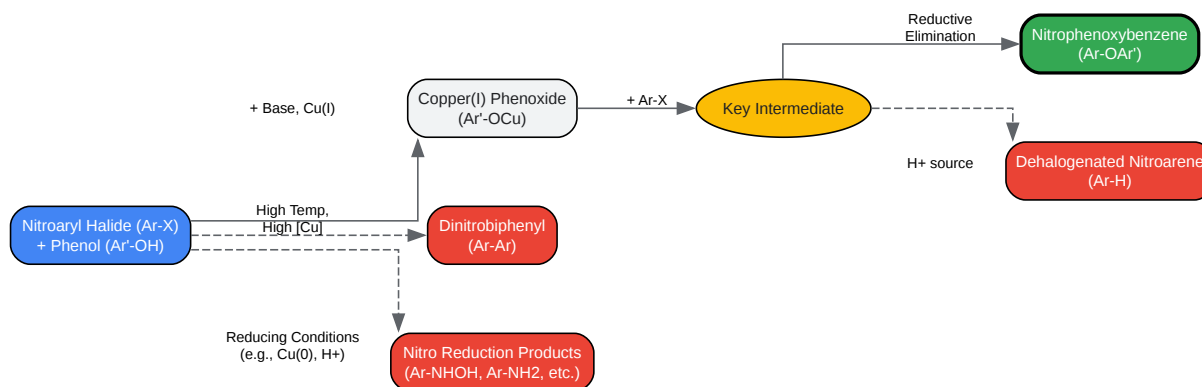 Reductive
Elimination
Nitrophenoxybenzene
(Ar-OAr')
+ Base, Cu(I)
Copper(I) Phenoxide
(Ar'-OCu)
+ Ar-X
Key Intermediate
H+ source
Dehalogenated Nitroarene
(Ar-H)
Nitroaryl Halide (Ar-X)
+ Phenol (Ar'-OH)
High Temp,
High [Cu]
Dinitrobiphenyl
(Ar-Ar)
Reducing Conditions
(e.g., Cu(0), H+)
Nitro Reduction Products
(Ar-NHOH, Ar-NH2, etc.)